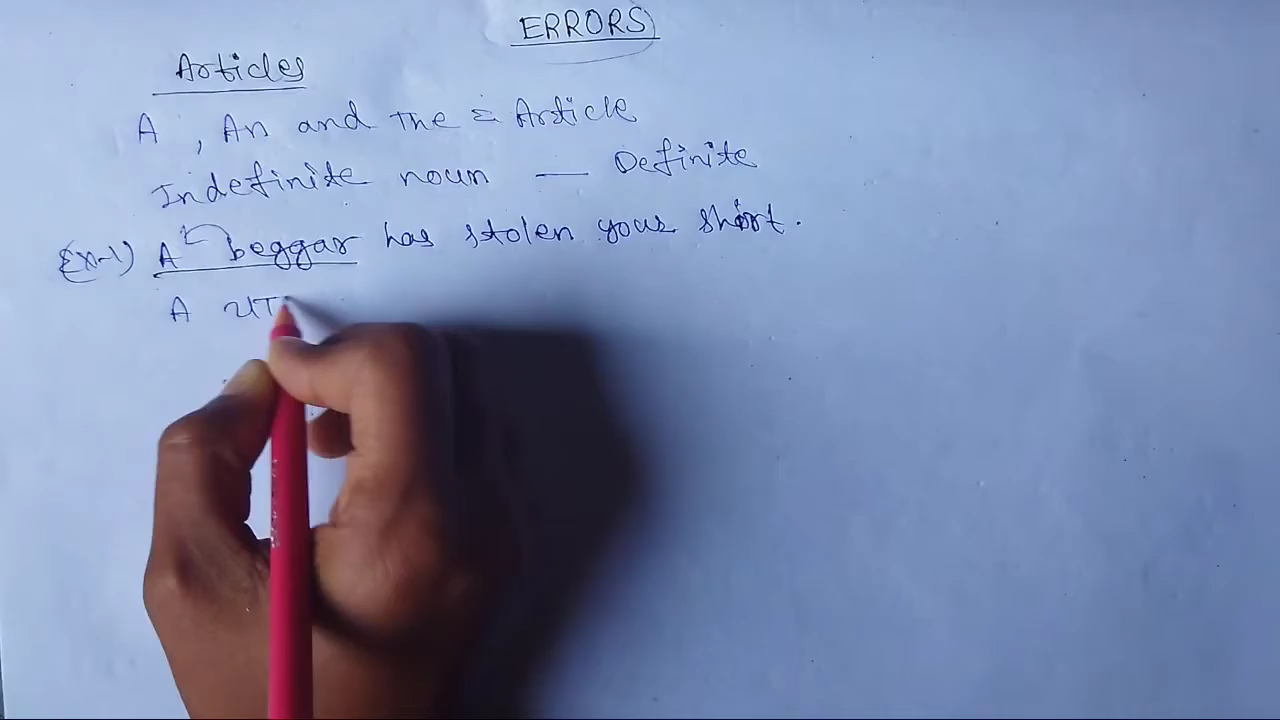 ERRORS
Articles
A , An and The = Article
Indefinite noun — Definite
Ex-1) A beggar has stolen your shirt.
A